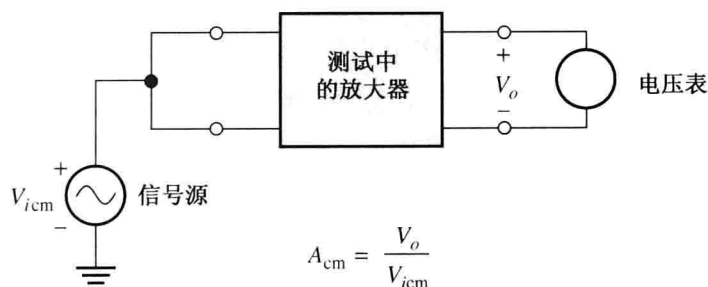 测试中
的放大器
+
V_o
−
电压表
+
V_icm
−
信号源
A_cm = V_o / V_icm